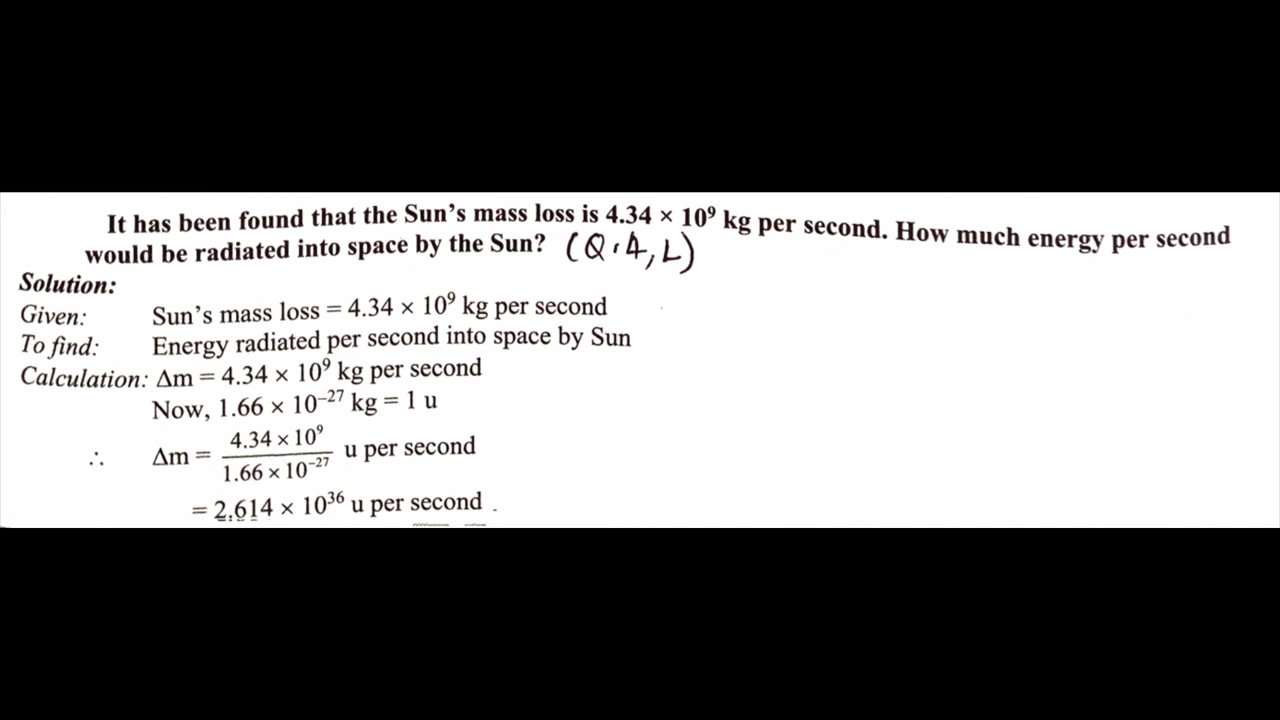 It has been found that the Sun's mass loss is 4.34 × 10⁹ kg per second. How much energy per second
would be radiated into space by the Sun? (Q.4, L)
Solution:
Given: Sun's mass loss = 4.34 × 10⁹ kg per second
To find: Energy radiated per second into space by Sun
Calculation: Δm = 4.34 × 10⁹ kg per second
Now, 1.66 × 10⁻²⁷ kg = 1 u
∴ Δm = (4.34 × 10⁹)/(1.66 × 10⁻²⁷) u per second
= 2.614 × 10³⁶ u per second